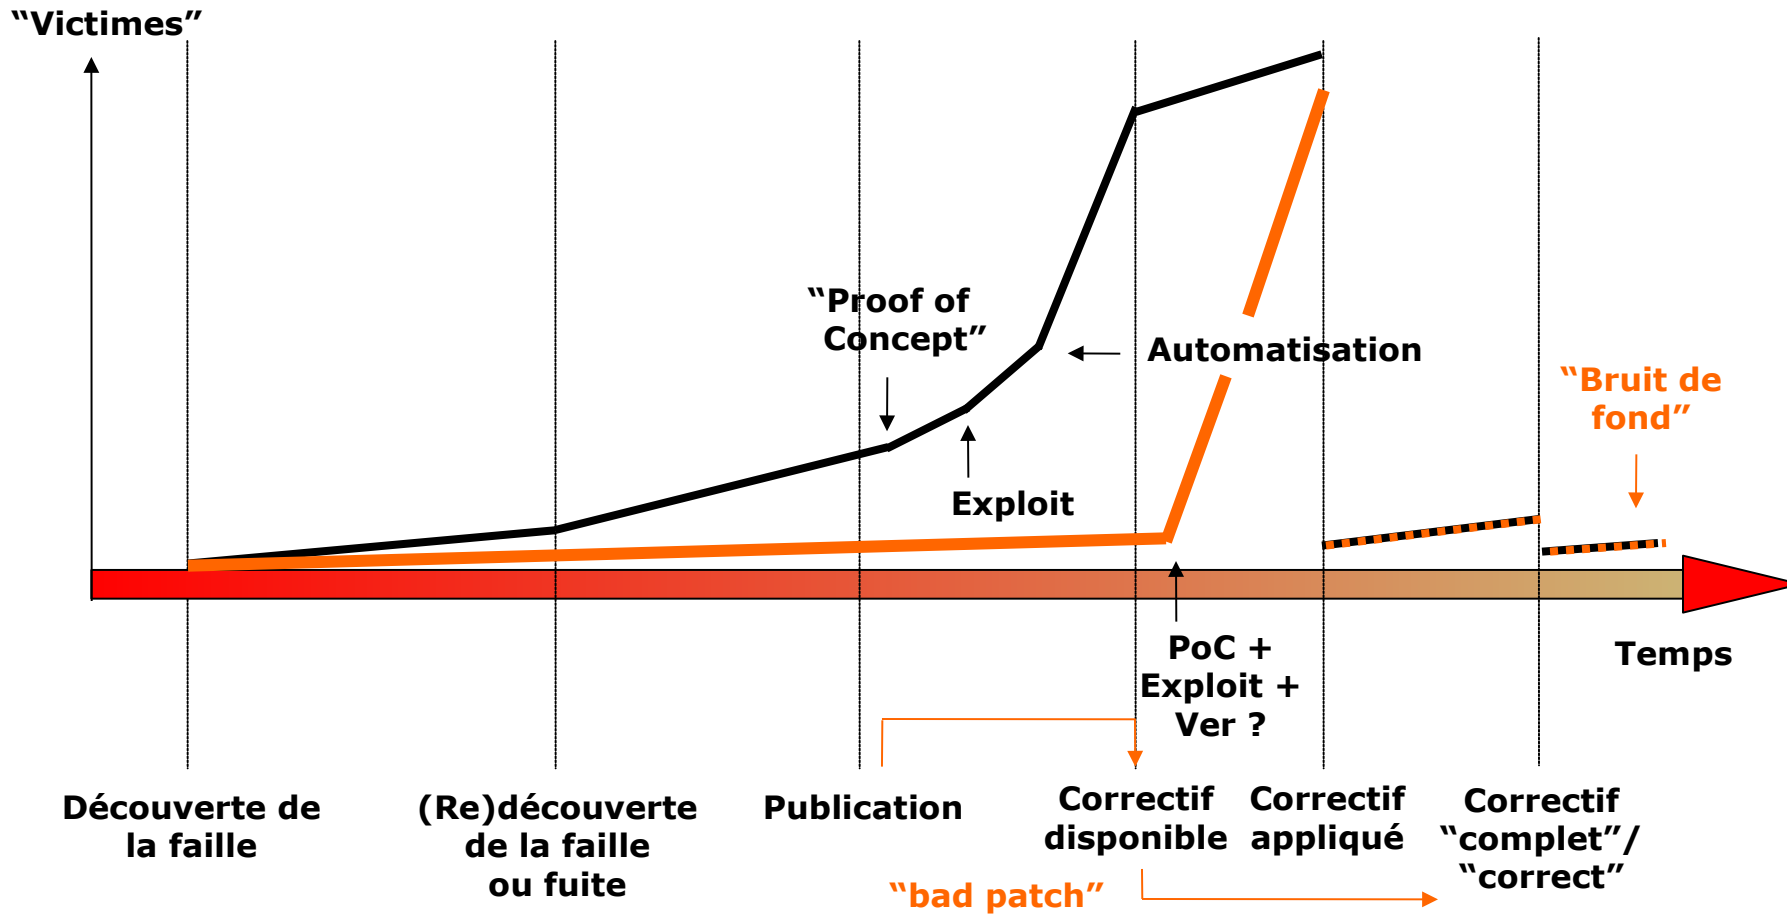 “Victimes”
“Proof of
Concept”
Automatisation
“Bruit de
fond”
Exploit
Temps
PoC +
Exploit +
Ver ?
Découverte de
la faille
(Re)découverte
de la faille
ou fuite
Publication
Correctif
disponible
Correctif
appliqué
Correctif
“complet”/
“correct”
“bad patch”